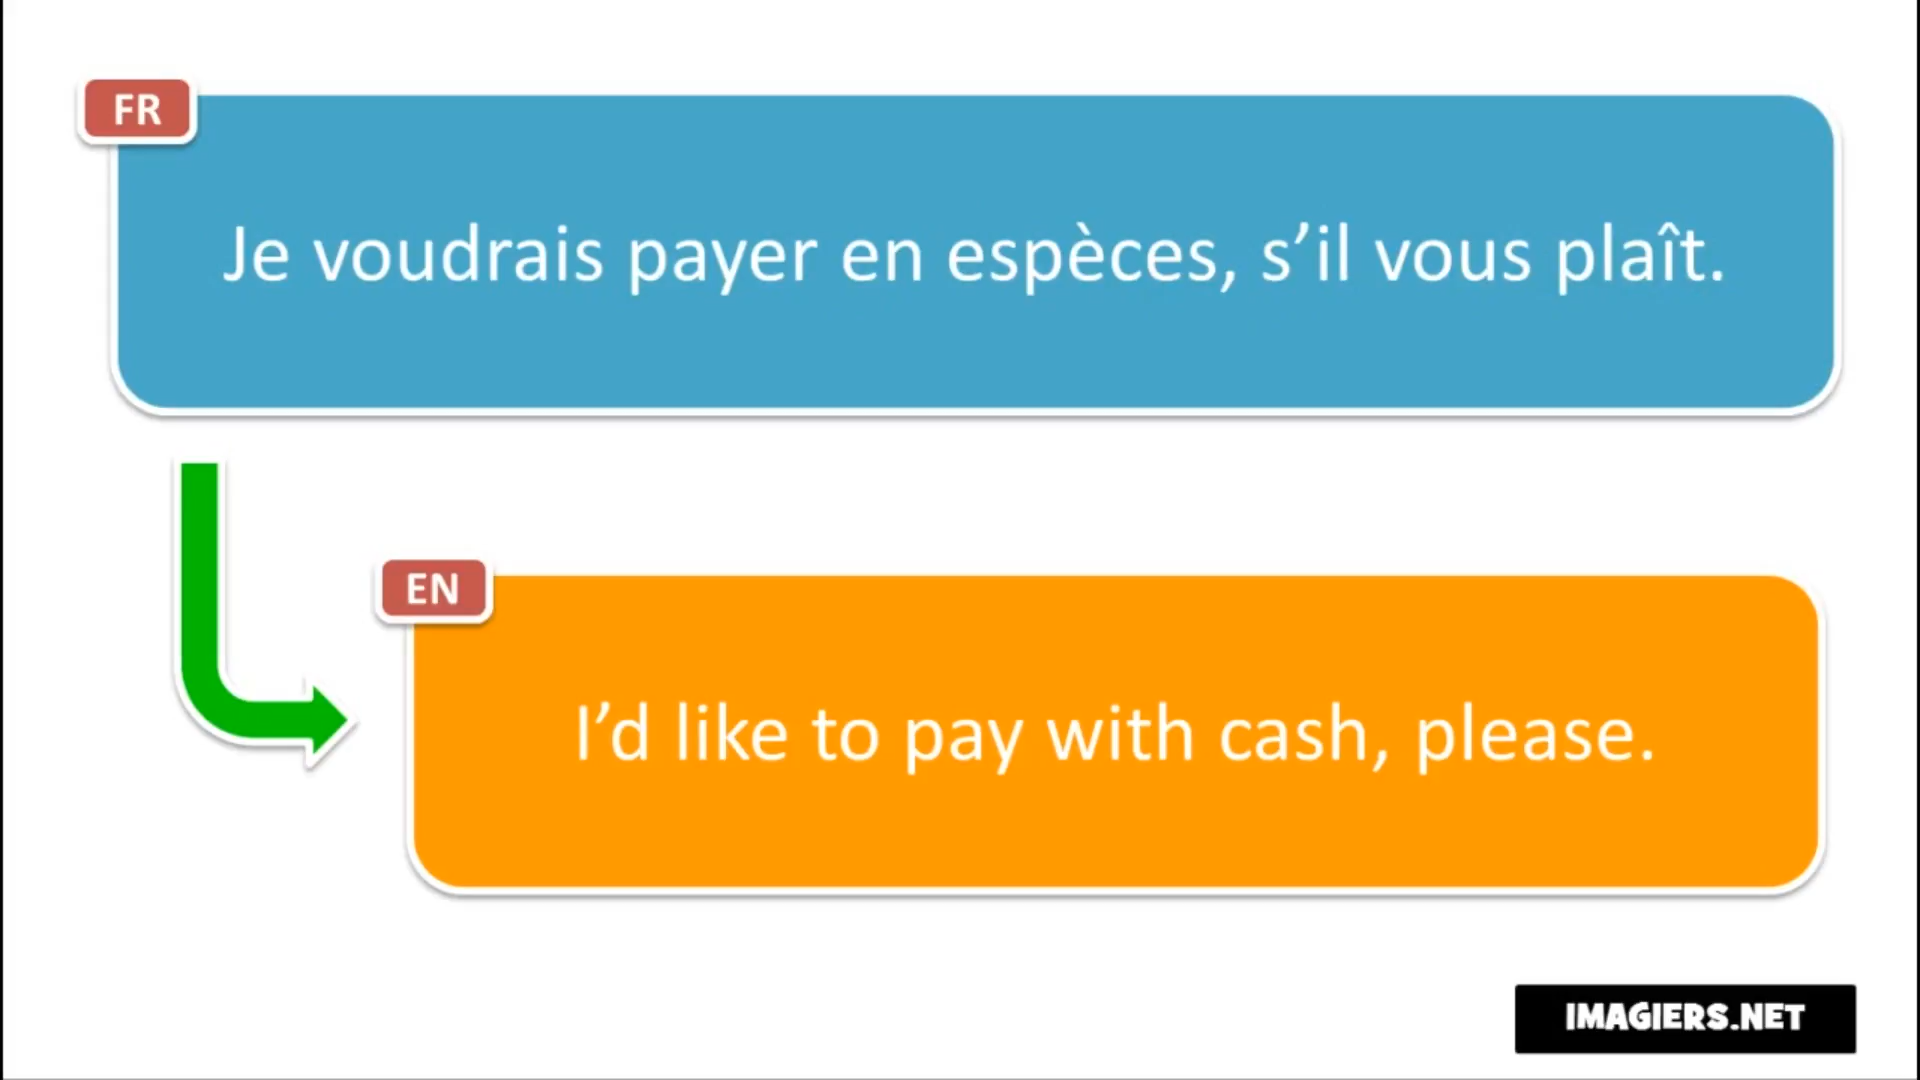 FR
Je voudrais payer en espèces, s’il vous plaît.
EN
I’d like to pay with cash, please.
IMAGIERS.NET